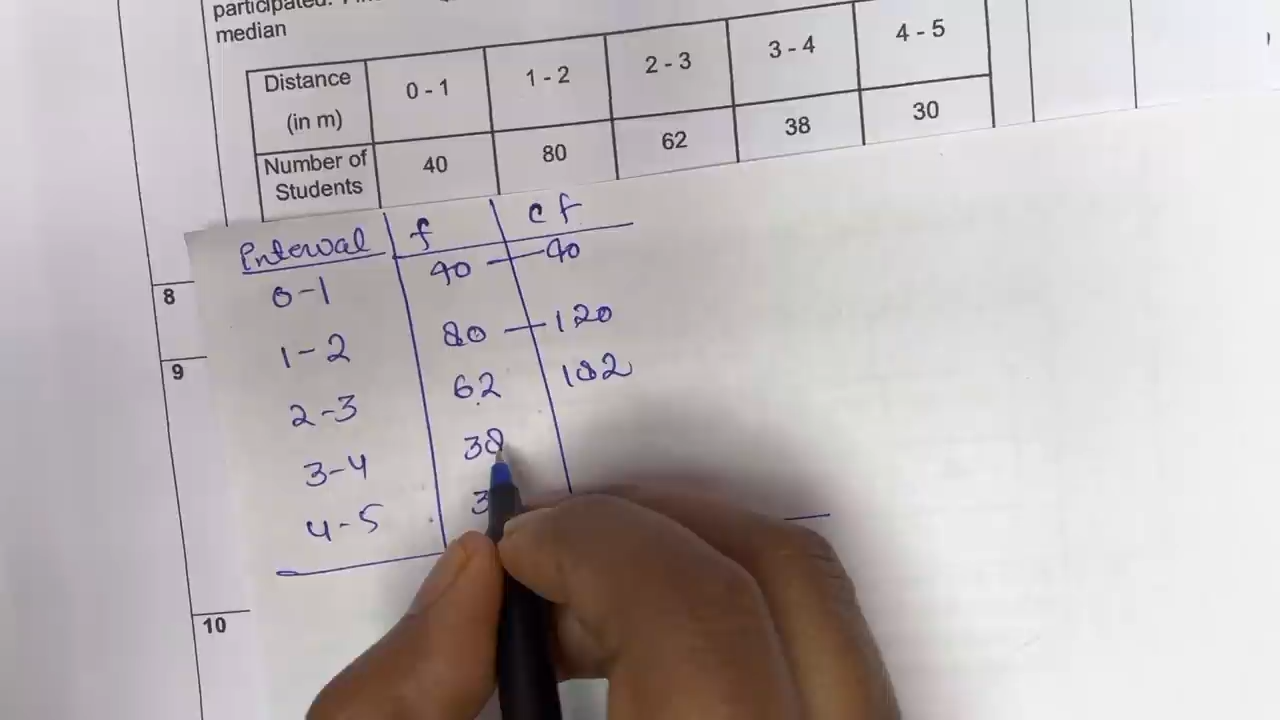 participated.
median
Distance (in m) 0 - 1 1 - 2 2 - 3 3 - 4 4 - 5
Number of Students 40 80 62 38 30
Interval f cf
0-1 40 40
1-2 80 120
2-3 62 182
3-4 38
4-5 3
8
9
10